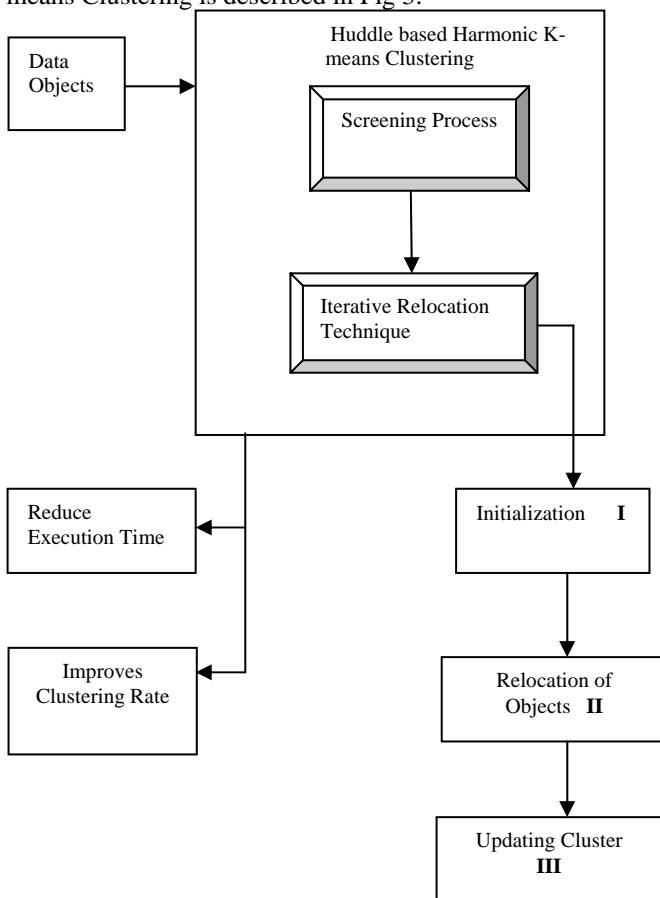 means Clustering is described in Fig 3.
Huddle based Harmonic K-
means Clustering
Data
Objects
Screening Process
Iterative Relocation
Technique
Reduce
Execution Time
Initialization I
Improves
Clustering Rate
Relocation of
Objects II
Updating Cluster
III